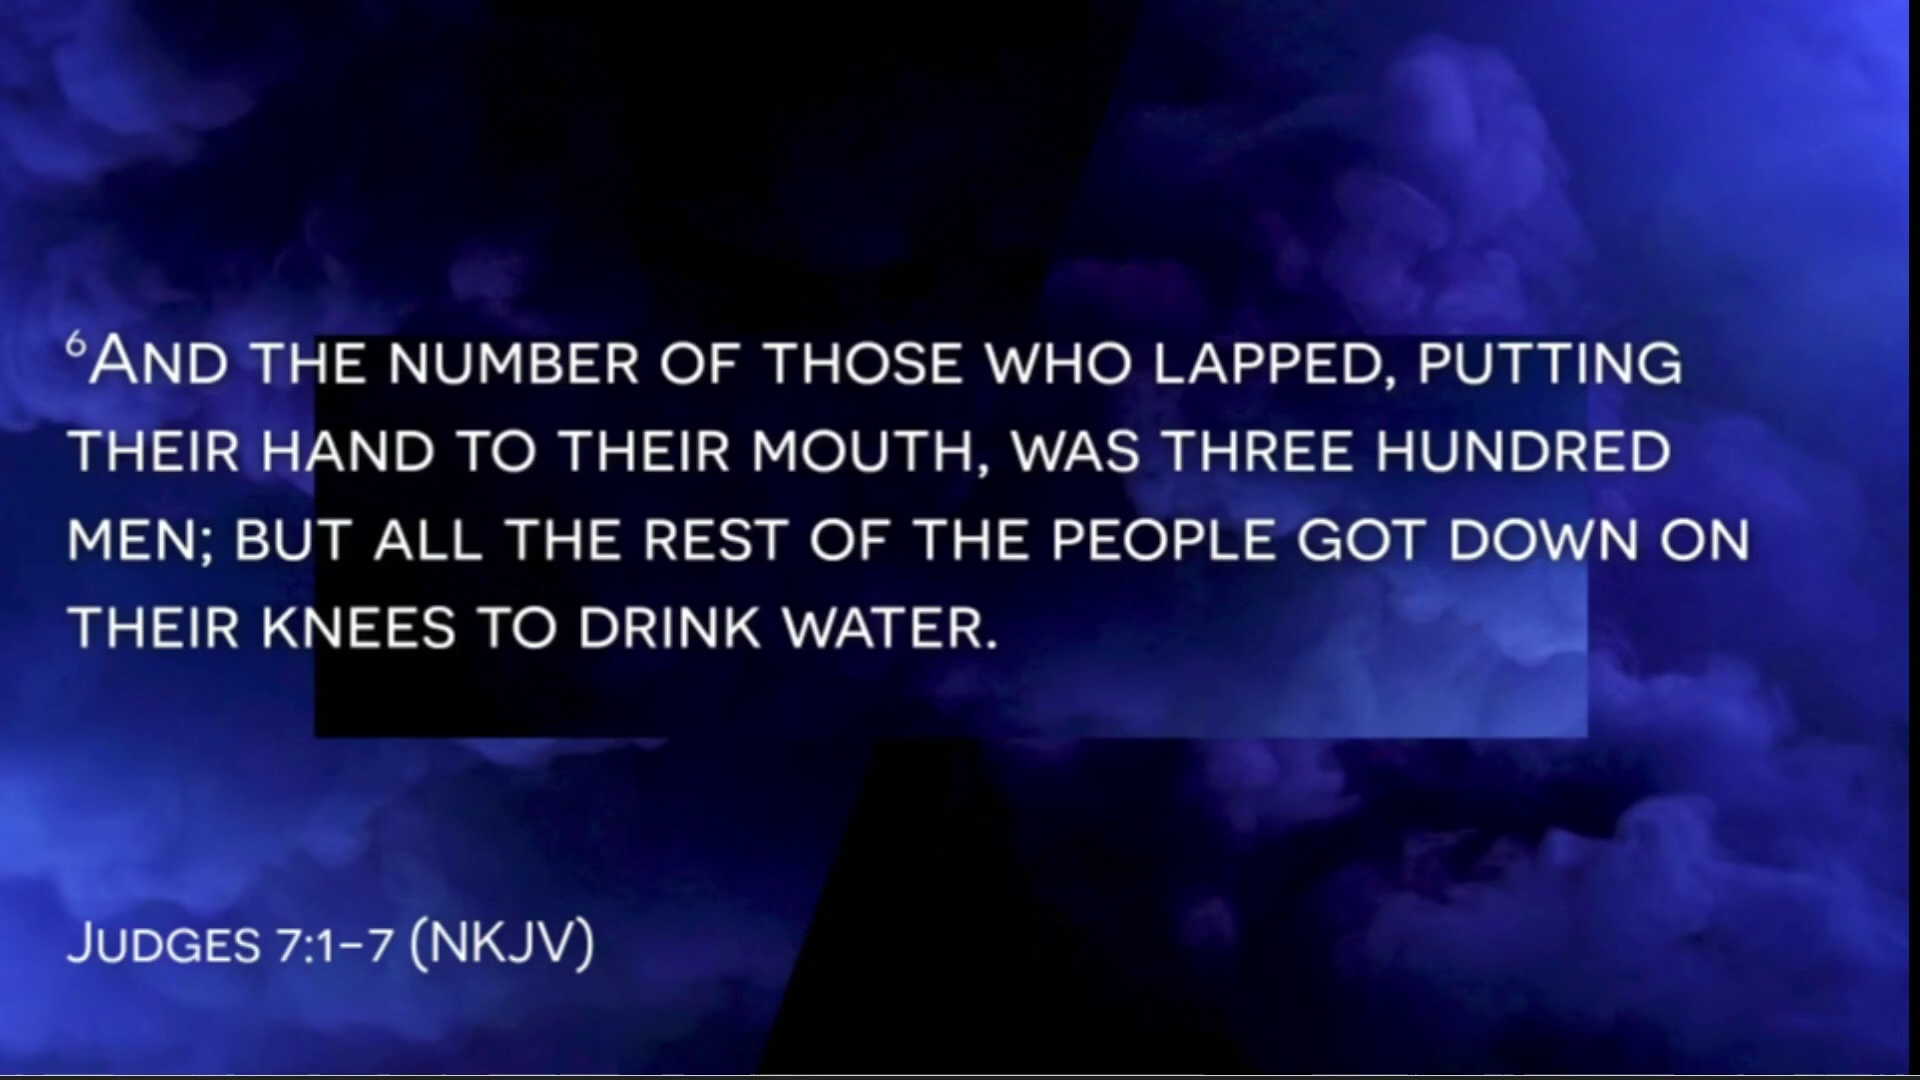 ⁶AND THE NUMBER OF THOSE WHO LAPPED, PUTTING
THEIR HAND TO THEIR MOUTH, WAS THREE HUNDRED
MEN; BUT ALL THE REST OF THE PEOPLE GOT DOWN ON
THEIR KNEES TO DRINK WATER.
JUDGES 7:1–7 (NKJV)